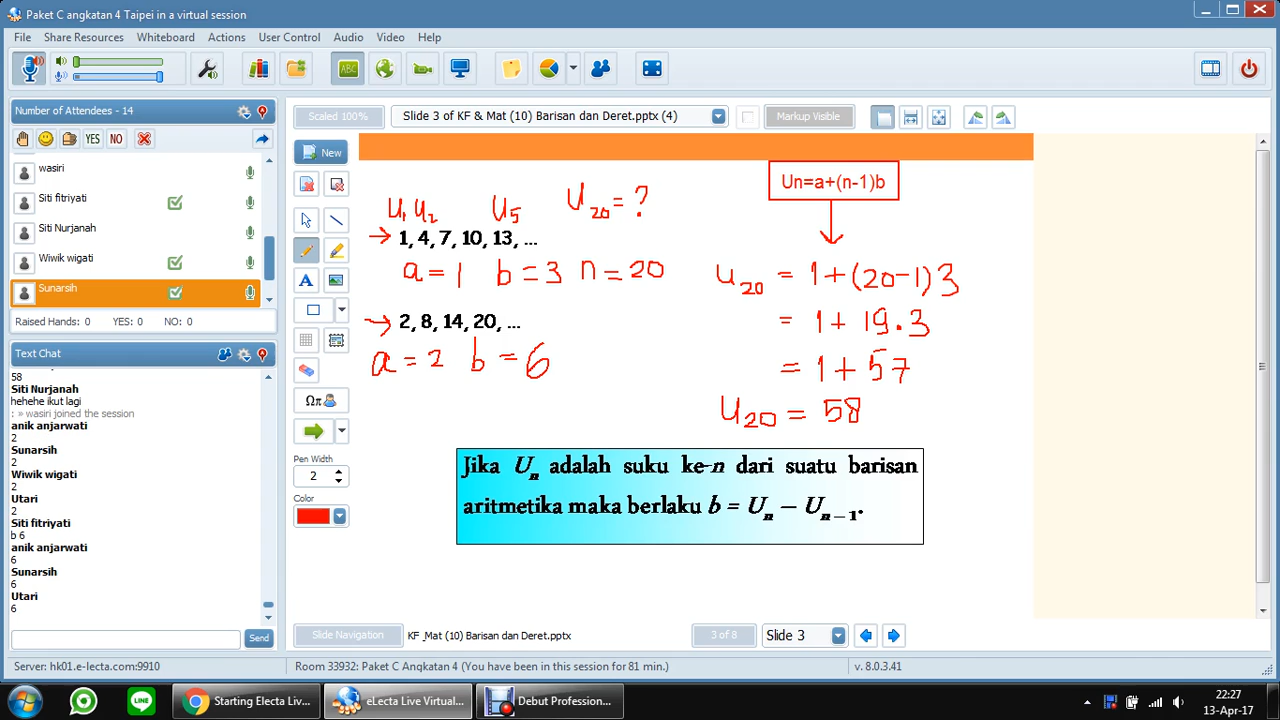 Paket C angkatan 4 Taipei in a virtual session
File Share Resources Whiteboard Actions User Control Audio Video Help
ABC
Number of Attendees - 14
YES NO
wasiri
Siti fitriyati
Siti Nurjanah
Wiwik wigati
Sunarsih
Raised Hands: 0 YES: 0 NO: 0
Text Chat
58
Siti Nurjanah
hehehe ikut lagi
: » wasiri joined the session
anik anjarwati
2
Sunarsih
2
Wiwik wigati
2
Utari
2
Siti fitriyati
b 6
anik anjarwati
6
Sunarsih
6
Utari
6
Send
Scaled 100% Slide 3 of KF & Mat (10) Barisan dan Deret.pptx (4) Markup Visible
New
A
Ωπ
Pen Width
2
Color
U1 U2 U5 U20 = ?
1, 4, 7, 10, 13, ...
a = 1 b = 3 n = 20
2, 8, 14, 20, ...
a = 2 b = 6
Un=a+(n-1)b
U20 = 1+(20-1)3
= 1+ 19.3
= 1+57
U20 = 58
Jika Un adalah suku ke-n dari suatu barisan
aritmetika maka berlaku b = Un – Un–1.
Slide Navigation KF _Mat (10) Barisan dan Deret.pptx 3 of 8 Slide 3
Server: hk01.e-lecta.com:9910 Room 33932: Paket C Angkatan 4 (You have been in this session for 81 min.) v. 8.0.3.41
LINE Starting Electa Liv... eLecta Live Virtual... Debut Profession...
22:27
13-Apr-17